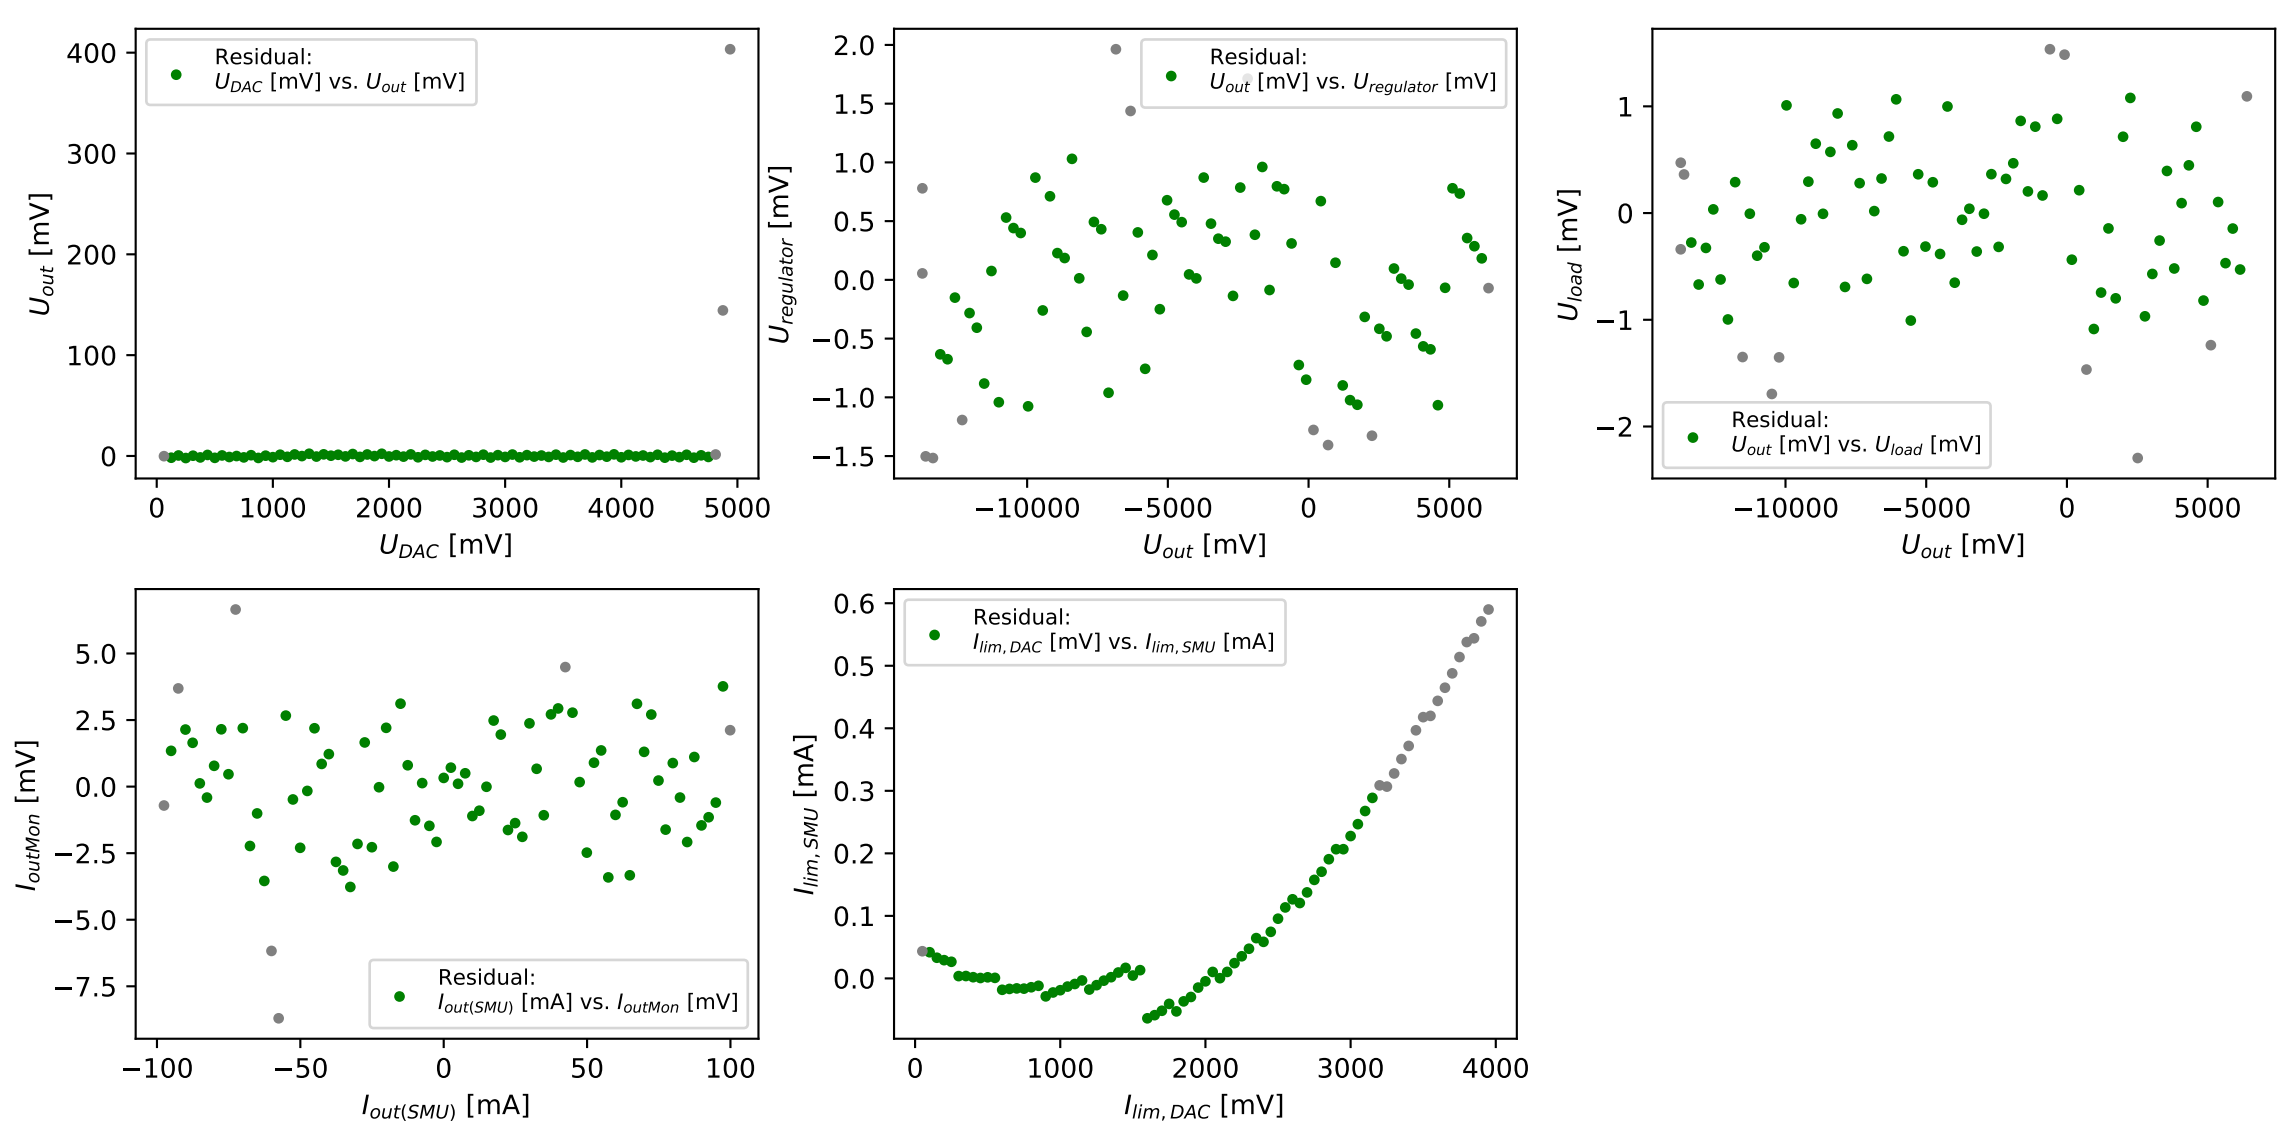 Residual:
U_DAC [mV] vs. U_out [mV]
400
300
200
100
0
U_out [mV]
0 1000 2000 3000 4000 5000
U_DAC [mV]
Residual:
U_out [mV] vs. U_regulator [mV]
2.0
1.5
1.0
0.5
0.0
−0.5
−1.0
−1.5
U_regulator [mV]
−10000 −5000 0 5000
U_out [mV]
1
0
−1
−2
U_load [mV]
Residual:
U_out [mV] vs. U_load [mV]
−10000 −5000 0 5000
U_out [mV]
5.0
2.5
0.0
−2.5
−5.0
−7.5
I_outMon [mV]
Residual:
I_out(SMU) [mA] vs. I_outMon [mV]
−100 −50 0 50 100
I_out(SMU) [mA]
Residual:
I_lim,DAC [mV] vs. I_lim,SMU [mA]
0.6
0.5
0.4
0.3
0.2
0.1
0.0
I_lim,SMU [mA]
0 1000 2000 3000 4000
I_lim,DAC [mV]